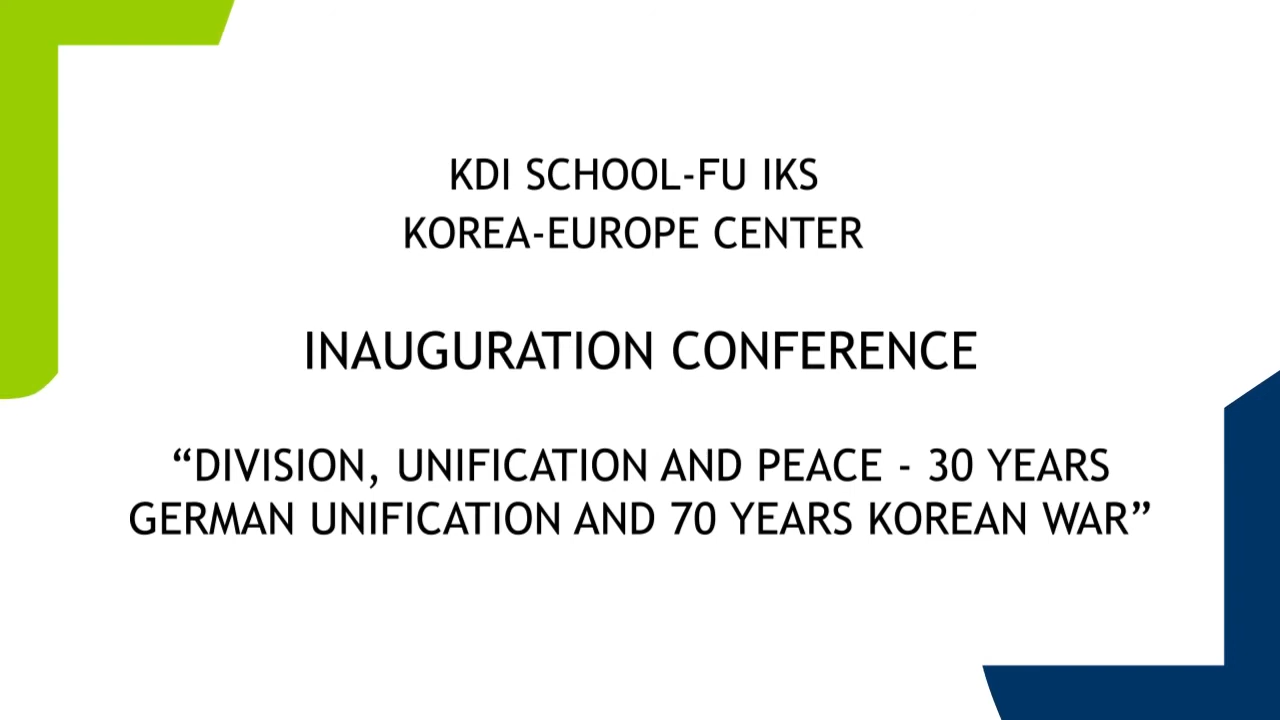 KDI SCHOOL-FU IKS
KOREA-EUROPE CENTER
INAUGURATION CONFERENCE
“DIVISION, UNIFICATION AND PEACE - 30 YEARS
GERMAN UNIFICATION AND 70 YEARS KOREAN WAR”